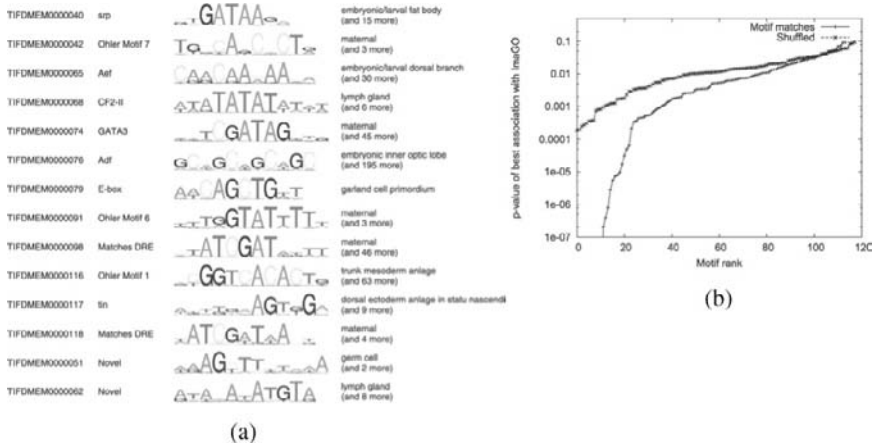 TIFDMEM0000040 srp embryonic/larval fat body
(and 15 more)
TIFDMEM0000042 Ohler Motif 7 maternal
(and 3 more)
TIFDMEM0000065 Aef embryonic/larval dorsal branch
(and 30 more)
TIFDMEM0000068 CF2-II lymph gland
(and 6 more)
TIFDMEM0000074 GATA3 maternal
(and 45 more)
TIFDMEM0000076 Adf embryonic inner optic lobe
(and 195 more)
TIFDMEM0000079 E-box garland cell primordium
TIFDMEM0000091 Ohler Motif 6 maternal
(and 3 more)
TIFDMEM0000098 Matches DRE maternal
(and 46 more)
TIFDMEM0000116 Ohler Motif 1 trunk mesoderm anlage
(and 63 more)
TIFDMEM0000117 tin dorsal ectoderm anlage in statu nascendi
(and 9 more)
TIFDMEM0000118 Matches DRE maternal
(and 4 more)
TIFDMEM0000051 Novel germ cell
(and 2 more)
TIFDMEM0000062 Novel lymph gland
(and 8 more)
(a)
Motif matches
Shuffled
p-value of best association with ImaGO
0.1
0.01
0.001
0.0001
1e-05
1e-06
1e-07
0 20 40 60 80 100 120
Motif rank
(b)